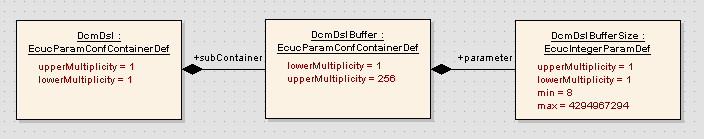 DcmDsl :
EcucParamConfContainerDef
upperMultiplicity = 1
lowerMultiplicity = 1
+subContainer
DcmDslBuffer :
EcucParamConfContainerDef
lowerMultiplicity = 1
upperMultiplicity = 256
+parameter
DcmDslBufferSize :
EcucIntegerParamDef
upperMultiplicity = 1
lowerMultiplicity = 1
min = 8
max = 4294967294